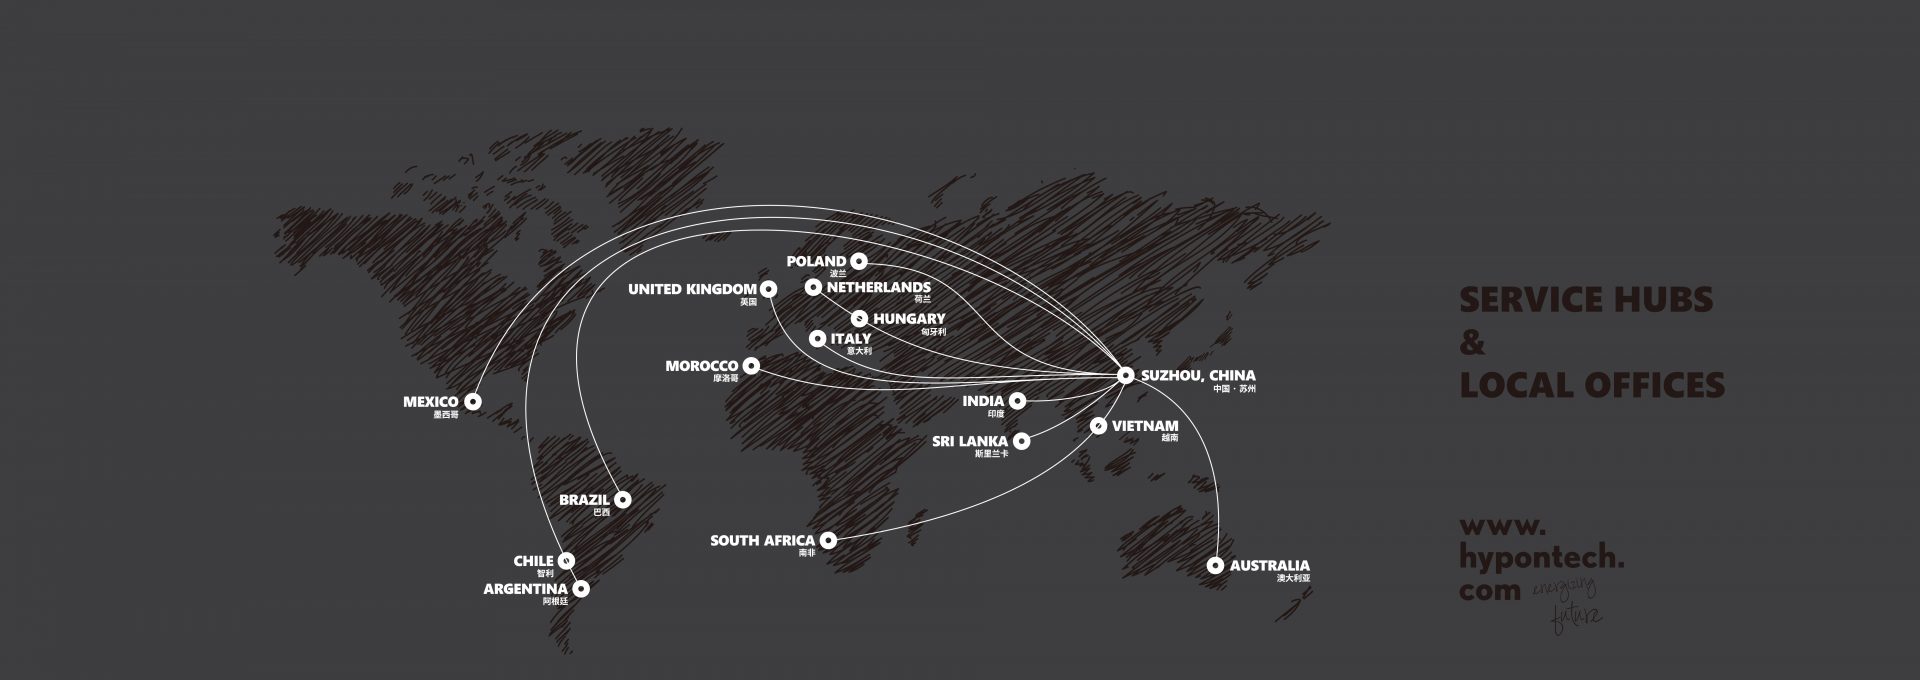 POLAND
波兰
UNITED KINGDOM
英国
NETHERLANDS
荷兰
HUNGARY
匈牙利
ITALY
意大利
MOROCCO
摩洛哥
SUZHOU, CHINA
中国·苏州
MEXICO
墨西哥
INDIA
印度
VIETNAM
越南
SRI LANKA
斯里兰卡
BRAZIL
巴西
SOUTH AFRICA
南非
CHILE
智利
ARGENTINA
阿根廷
AUSTRALIA
澳大利亚
SERVICE HUBS
&
LOCAL OFFICES
www.
hypontech.
com energizing
future